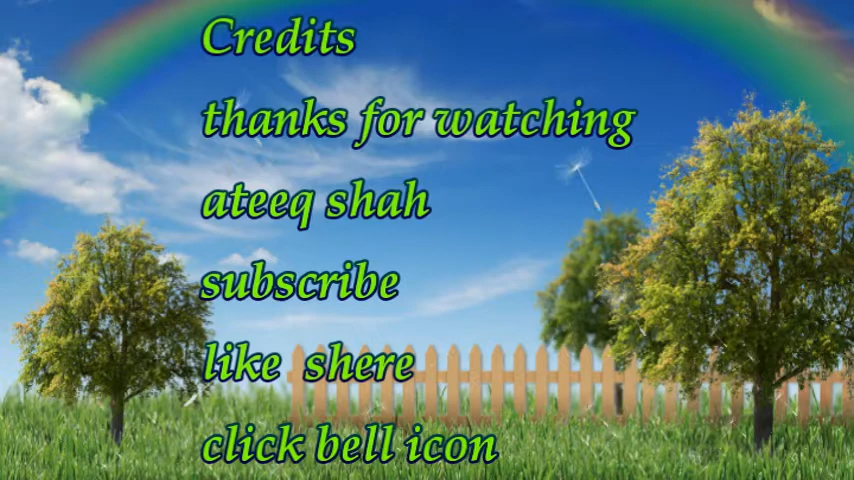 Credits
thanks for watching
ateeq shah
subscribe
like shere
click bell icon